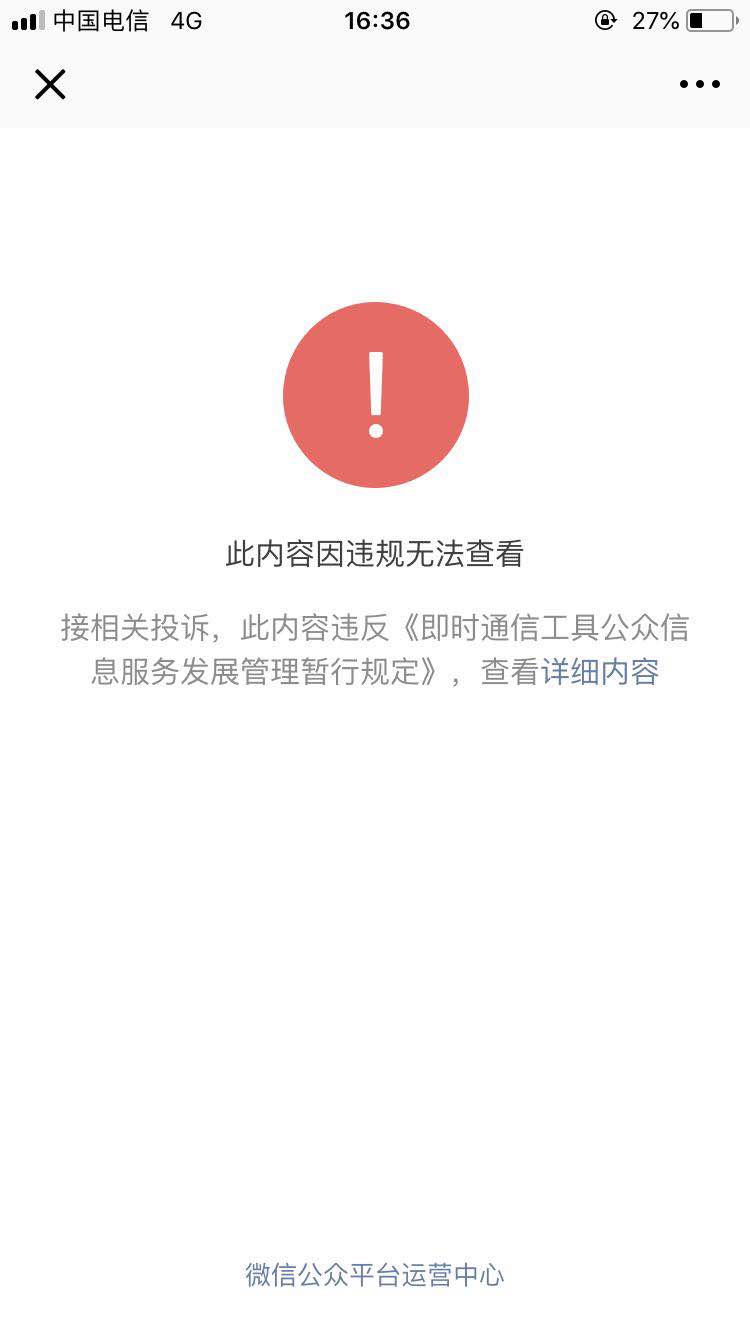 中国电信 4G 16:36 27%
此内容因违规无法查看
接相关投诉，此内容违反《即时通信工具公众信
息服务发展管理暂行规定》，查看详细内容
微信公众平台运营中心